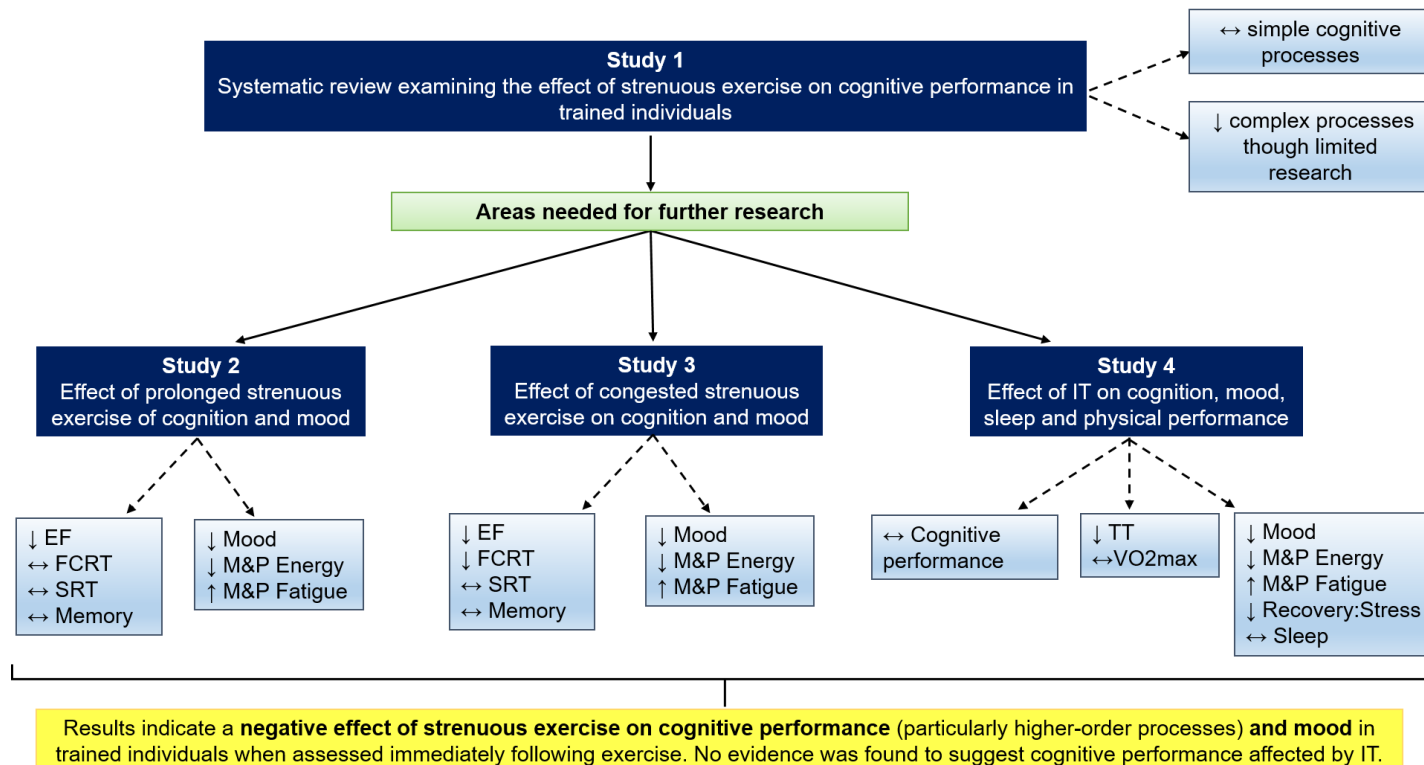 Study 1
Systematic review examining the effect of strenuous exercise on cognitive performance in
trained individuals
↔ simple cognitive
processes
↓ complex processes
though limited
research
Areas needed for further research
Study 2
Effect of prolonged strenuous
exercise of cognition and mood
Study 3
Effect of congested strenuous
exercise on cognition and mood
Study 4
Effect of IT on cognition, mood,
sleep and physical performance
↓ EF
↔ FCRT
↔ SRT
↔ Memory
↓ Mood
↓ M&P Energy
↑ M&P Fatigue
↓ EF
↓ FCRT
↔ SRT
↔ Memory
↓ Mood
↓ M&P Energy
↑ M&P Fatigue
↔ Cognitive
performance
↓ TT
↔VO2max
↓ Mood
↓ M&P Energy
↑ M&P Fatigue
↓ Recovery:Stress
↔ Sleep
Results indicate a negative effect of strenuous exercise on cognitive performance (particularly higher-order processes) and mood in
trained individuals when assessed immediately following exercise. No evidence was found to suggest cognitive performance affected by IT.